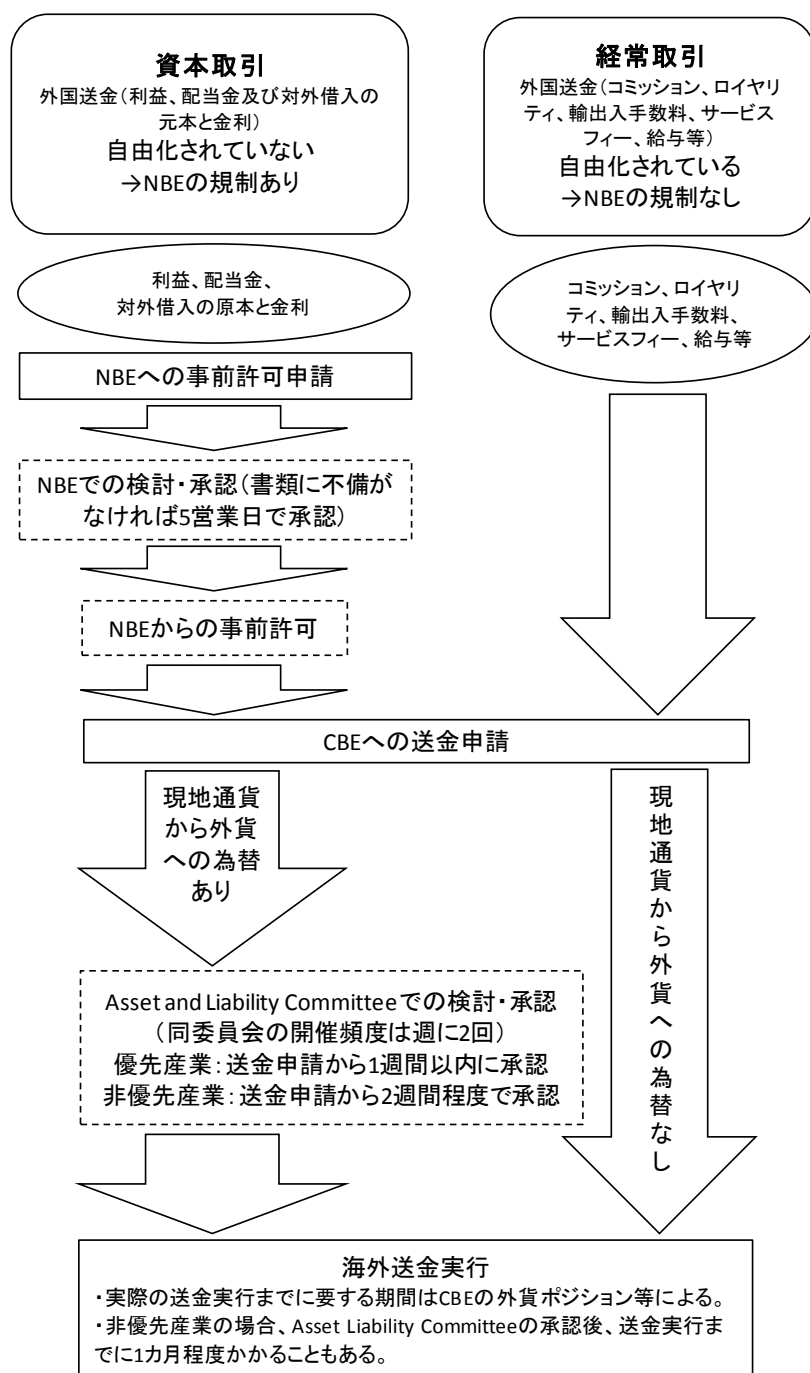 資本取引
外国送金(利益、配当金及び対外借入の
元本と金利)
自由化されていない
→NBEの規制あり
経常取引
外国送金(コミッション、ロイヤリ
ティ、輸出入手数料、サービス
フィー、給与等)
自由化されている
→NBEの規制なし
利益、配当金、
対外借入の原本と金利
コミッション、ロイヤリ
ティ、輸出入手数料、
サービスフィー、給与等
NBEへの事前許可申請
NBEでの検討・承認(書類に不備が
なければ5営業日で承認)
NBEからの事前許可
CBEへの送金申請
現地通貨
から外貨
への為替
あり
現地通貨から外貨への為替なし
Asset and Liability Committeeでの検討・承認
(同委員会の開催頻度は週に2回)
優先産業:送金申請から1週間以内に承認
非優先産業:送金申請から2週間程度で承認
海外送金実行
・実際の送金実行までに要する期間はCBEの外貨ポジション等による。
・非優先産業の場合、Asset Liability Committeeの承認後、送金実行ま
でに1カ月程度かかることもある。